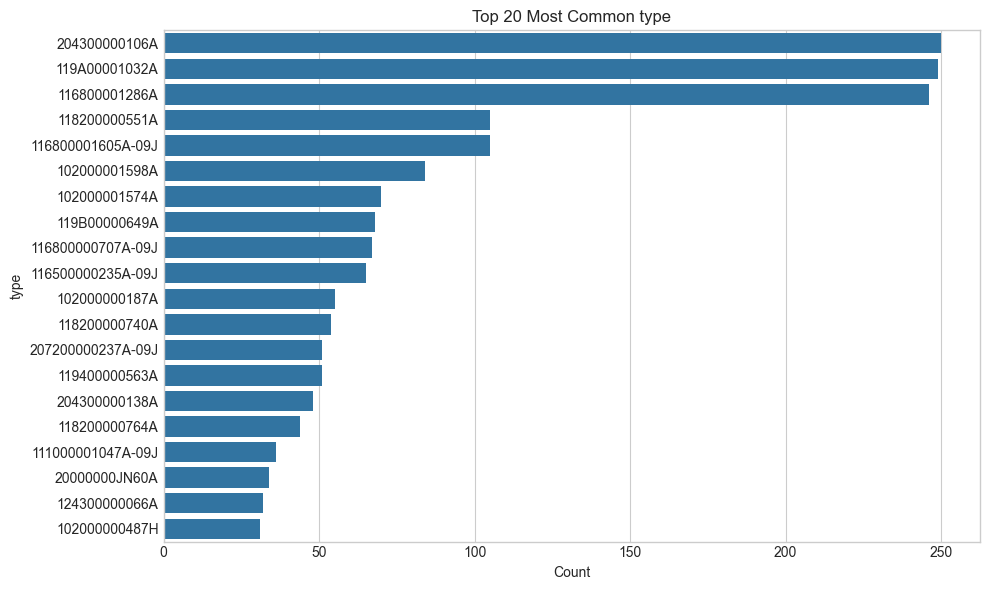 Top 20 Most Common type
204300000106A
119A00001032A
116800001286A
118200000551A
116800001605A-09J
102000001598A
102000001574A
119B00000649A
116800000707A-09J
116500000235A-09J
102000000187A
118200000740A
207200000237A-09J
119400000563A
204300000138A
118200000764A
111000001047A-09J
20000000JN60A
124300000066A
102000000487H
type
0 50 100 150 200 250
Count